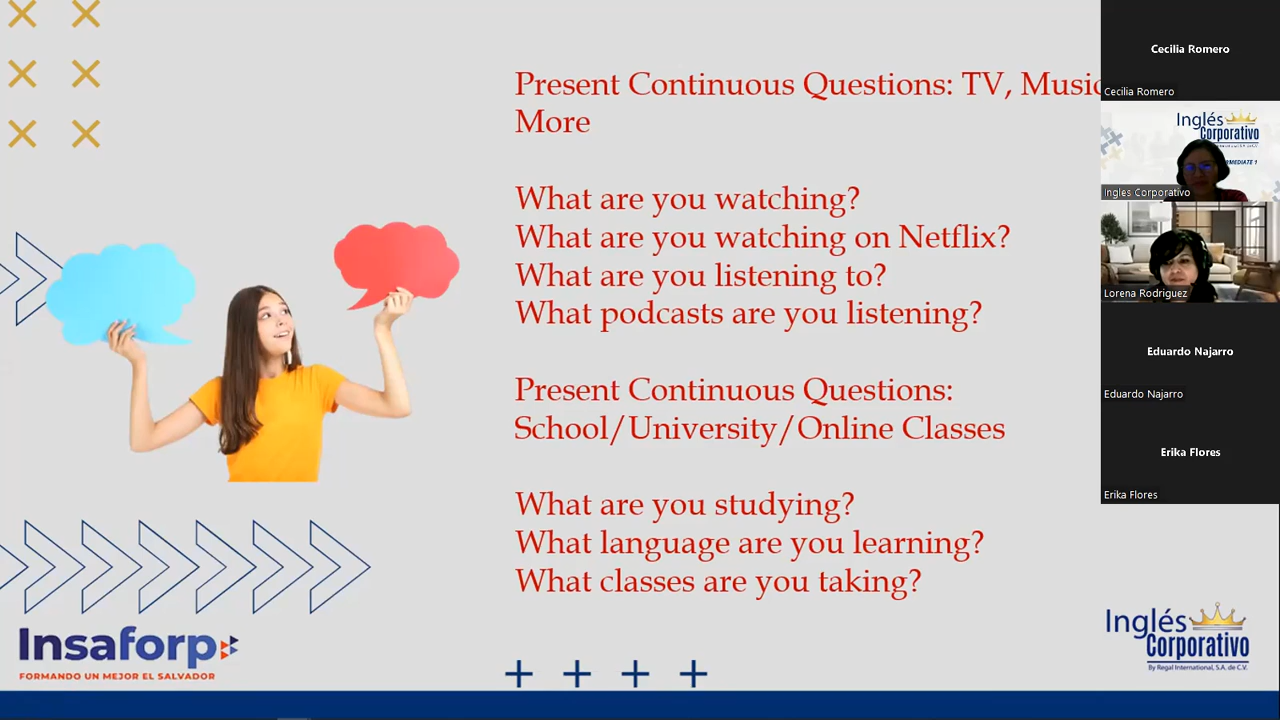 Present Continuous Questions: TV, Music
More
What are you watching?
What are you watching on Netflix?
What are you listening to?
What podcasts are you listening?
Present Continuous Questions:
School/University/Online Classes
What are you studying?
What language are you learning?
What classes are you taking?
Insaforp
FORMANDO UN MEJOR EL SALVADOR
Inglés
Corporativo
By Regal International, S.A. de C.V.
Cecilia Romero
Cecilia Romero
Inglés
Corporativo
Ingles Corporativo
Lorena Rodriguez
Eduardo Najarro
Eduardo Najarro
Erika Flores
Erika Flores